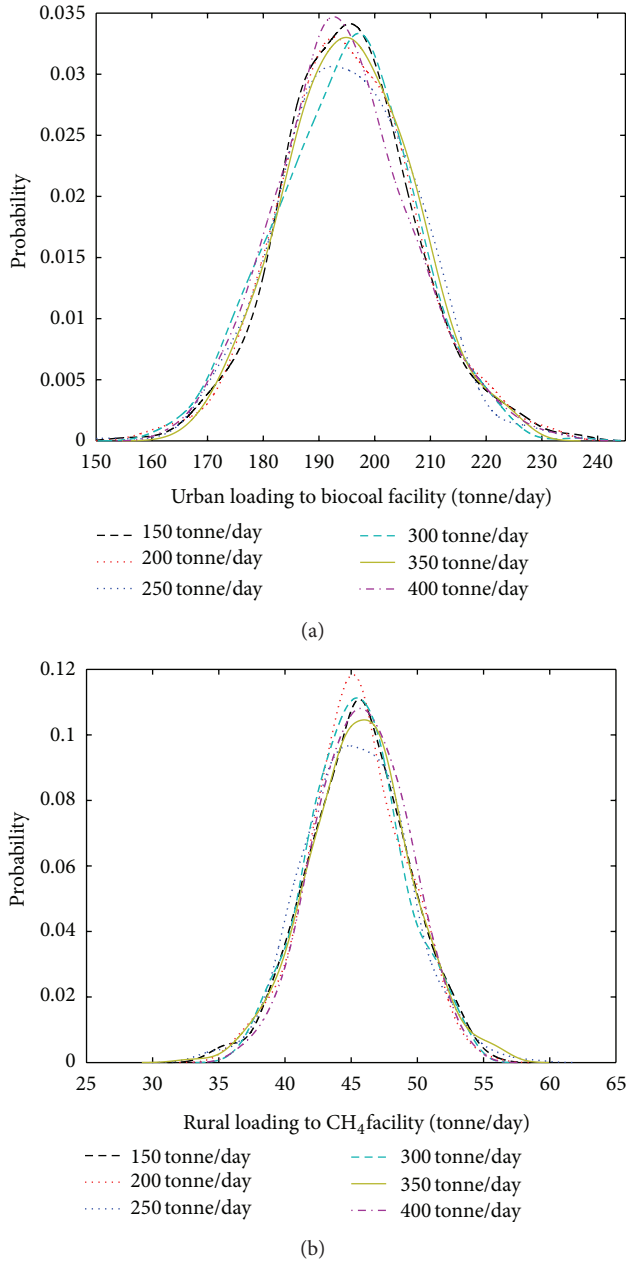 0.035
0.03
0.025
0.02
0.015
0.01
0.005
0
Probability
150 160 170 180 190 200 210 220 230 240
Urban loading to biocoal facility (tonne/day)
150 tonne/day
200 tonne/day
250 tonne/day
300 tonne/day
350 tonne/day
400 tonne/day
(a)
0.12
0.1
0.08
0.06
0.04
0.02
0
Probability
25 30 35 40 45 50 55 60 65
Rural loading to CH₄ facility (tonne/day)
150 tonne/day
200 tonne/day
250 tonne/day
300 tonne/day
350 tonne/day
400 tonne/day
(b)